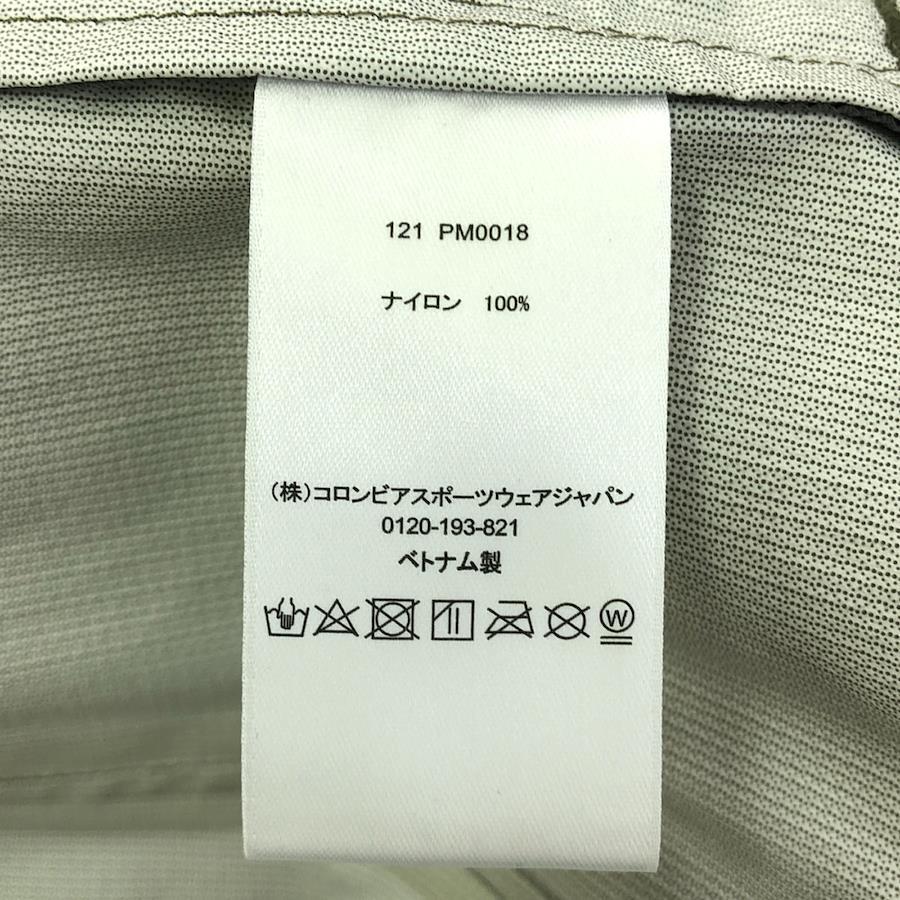 121 PM0018
ナイロン 100%
(株)コロンビアスポーツウェアジャパン
0120-193-821
ベトナム製
W